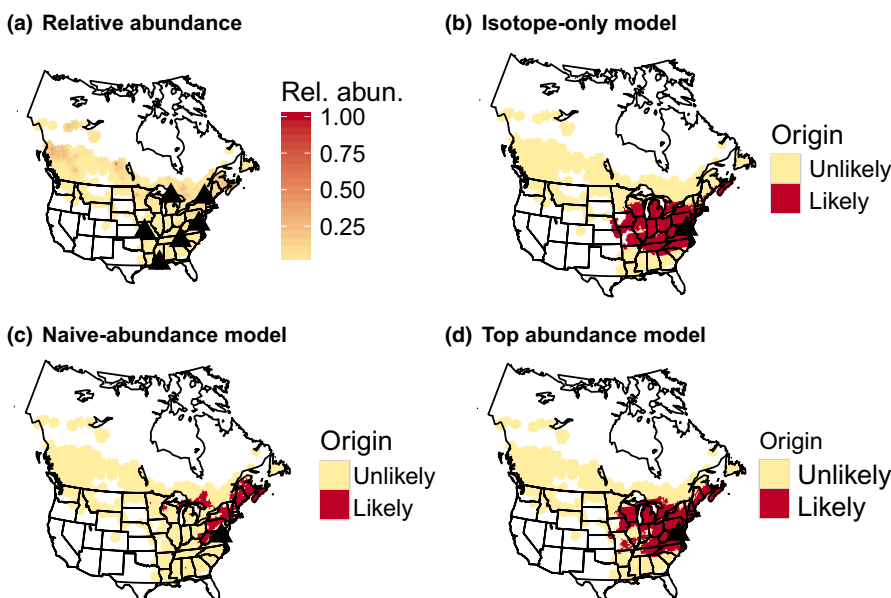 (a) Relative abundance
Rel. abun.
1.00
0.75
0.50
0.25
(b) Isotope-only model
Origin
Unlikely
Likely
(c) Naive-abundance model
Origin
Unlikely
Likely
(d) Top abundance model
Origin
Unlikely
Likely